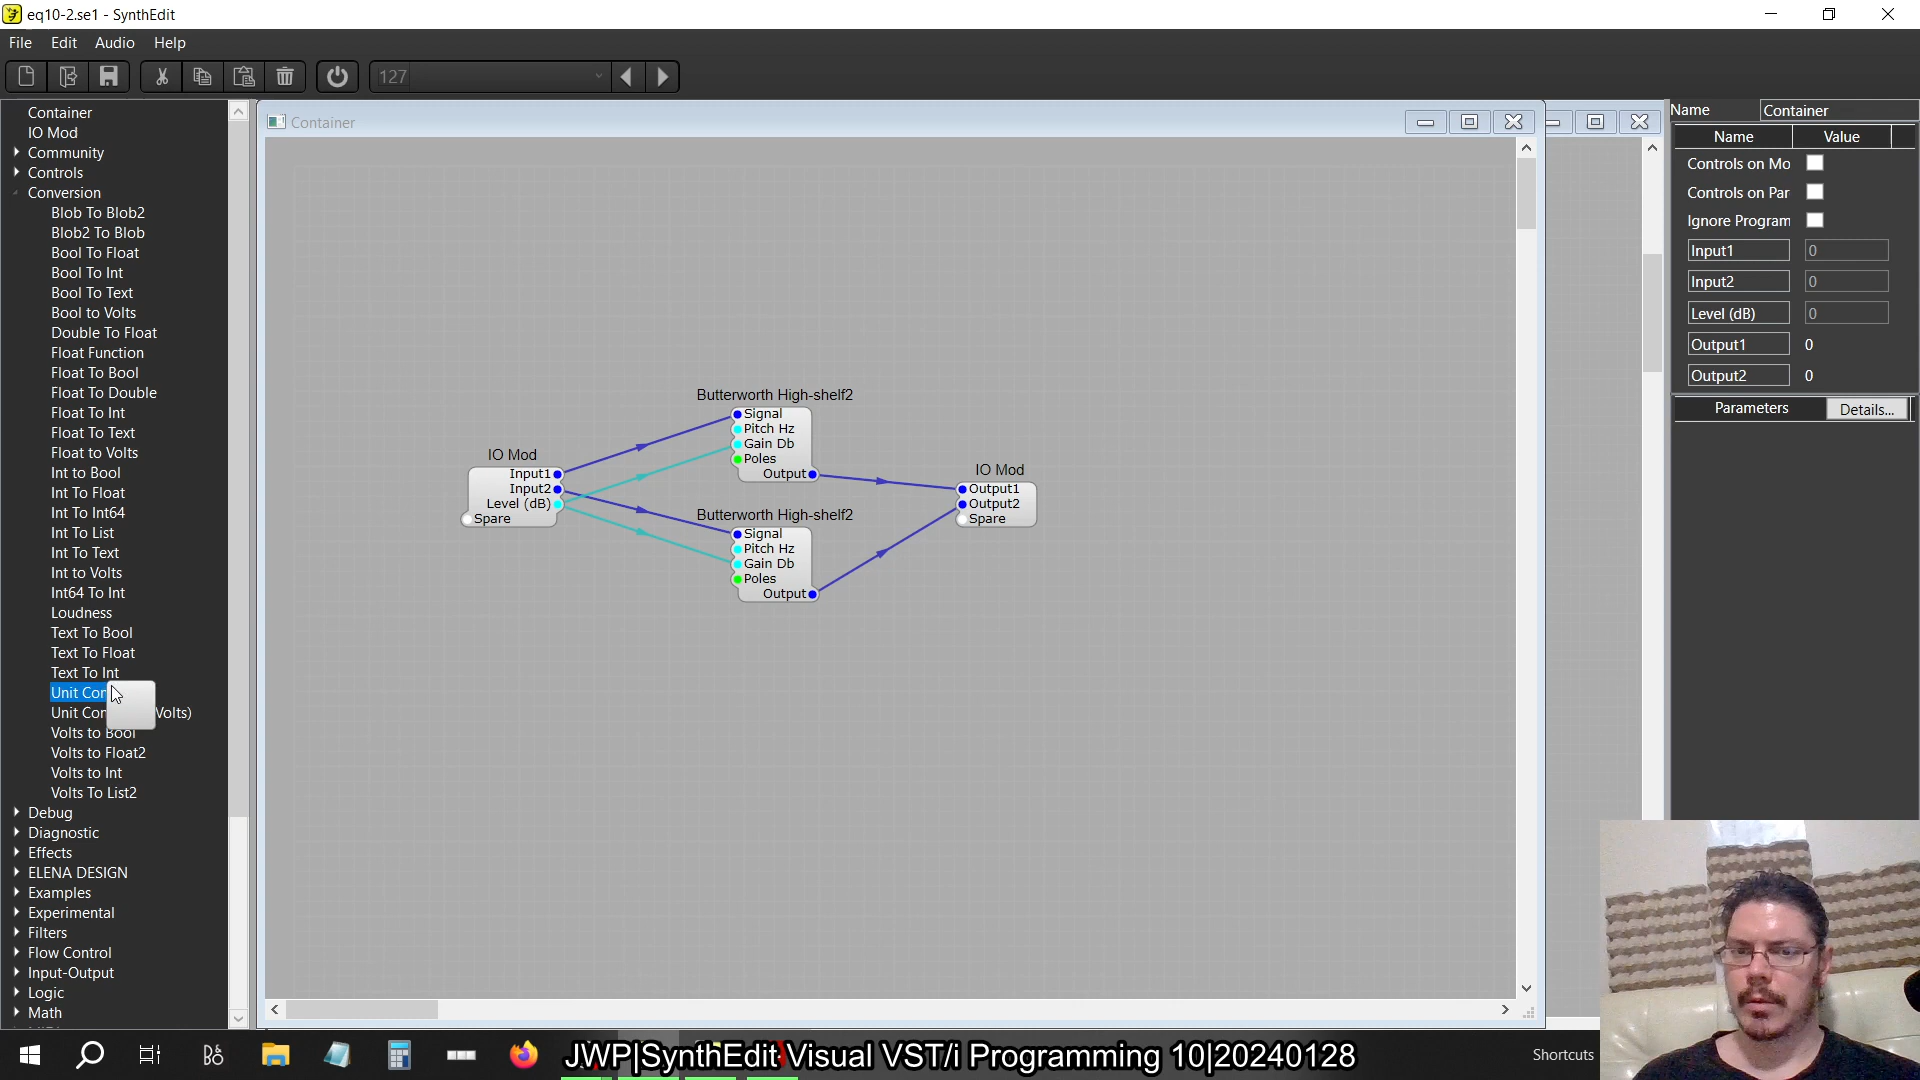 eq10-2.se1 - SynthEdit
File Edit Audio Help
127
Container
IO Mod
Community
Controls
Conversion
Blob To Blob2
Blob2 To Blob
Bool To Float
Bool To Int
Bool To Text
Bool to Volts
Double To Float
Float Function
Float To Bool
Float To Double
Float To Int
Float To Text
Float to Volts
Int to Bool
Int To Float
Int To Int64
Int To List
Int To Text
Int to Volts
Int64 To Int
Loudness
Text To Bool
Text To Float
Text To Int
Unit Con
Unit Con Volts)
Volts to Bool
Volts to Float2
Volts to Int
Volts To List2
Debug
Diagnostic
Effects
ELENA DESIGN
Examples
Experimental
Filters
Flow Control
Input-Output
Logic
Math
Container
IO Mod
Input1
Input2
Level (dB)
Spare
Butterworth High-shelf2
Signal
Pitch Hz
Gain Db
Poles
Output
Butterworth High-shelf2
Signal
Pitch Hz
Gain Db
Poles
Output
IO Mod
Output1
Output2
Spare
Name Container
Name Value
Controls on Mo
Controls on Par
Ignore Program
Input1 0
Input2 0
Level (dB) 0
Output1 0
Output2 0
Parameters Details...
JWP|SynthEdit Visual VST/i Programming 10|20240128
Shortcuts